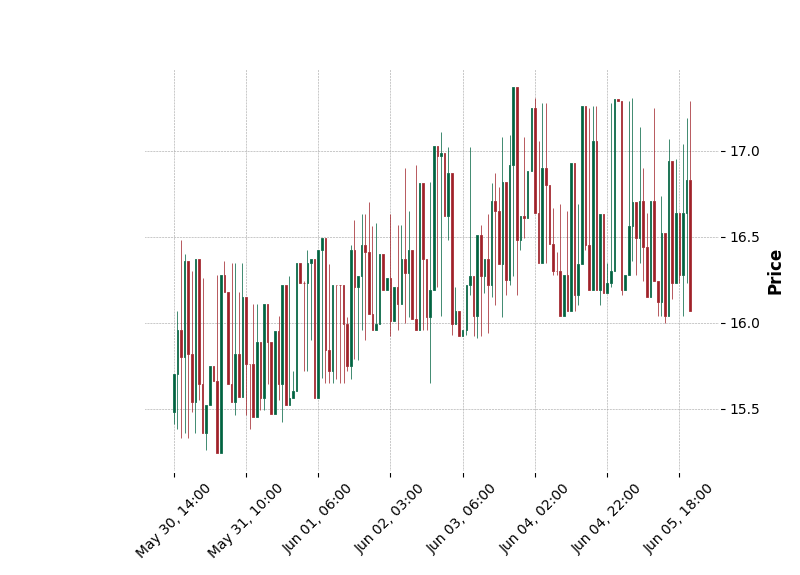 17.0
16.5
16.0
15.5
Price
May 30, 14:00
May 31, 10:00
Jun 01, 06:00
Jun 02, 03:00
Jun 03, 06:00
Jun 04, 02:00
Jun 04, 22:00
Jun 05, 18:00